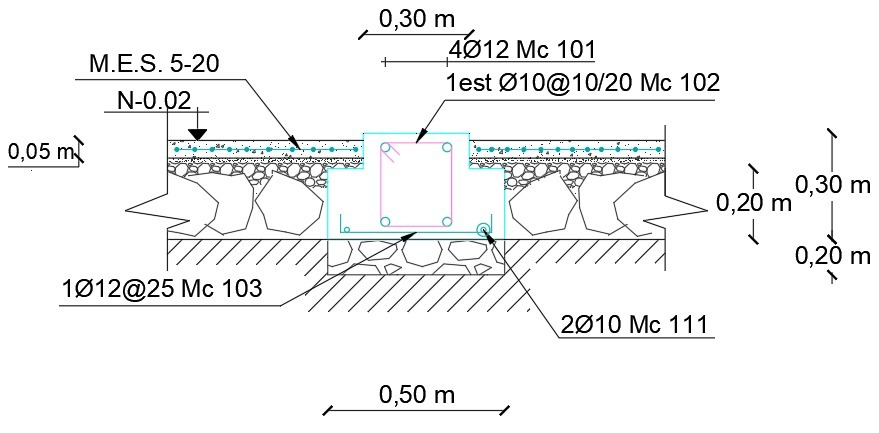 0,30 m
4Ø12 Mc 101
M.E.S. 5-20
1est Ø10@10/20 Mc 102
N-0.02
0,05 m
0,20 m
0,30 m
0,20 m
1Ø12@25 Mc 103
2Ø10 Mc 111
0,50 m